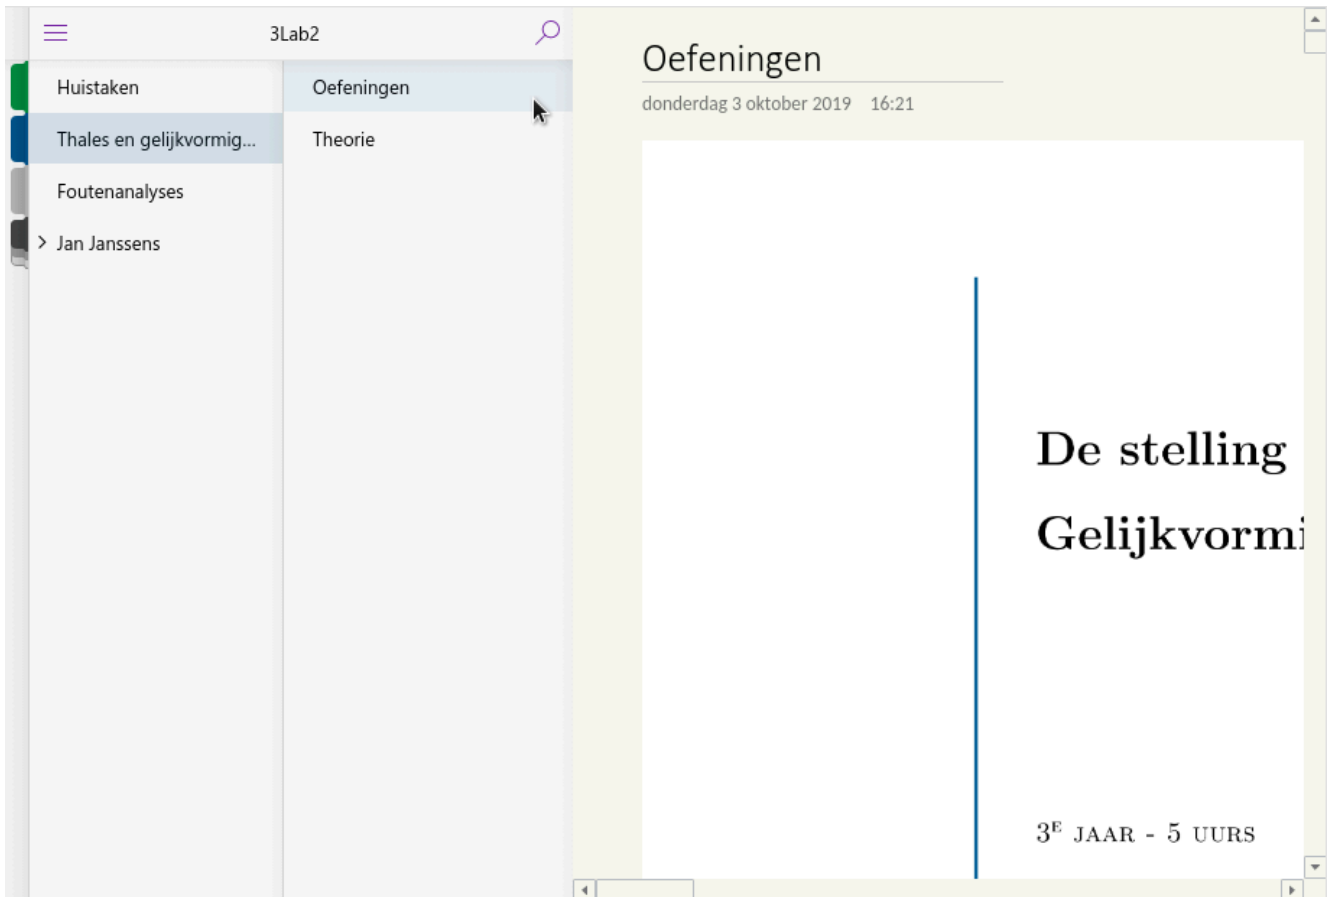 3Lab2
Huistaken
Thales en gelijkvormig...
Foutenanalyses
Jan Janssens
Oefeningen
Theorie
Oefeningen
donderdag 3 oktober 2019 16:21
De stelling
Gelijkvormi
3E JAAR - 5 UURS